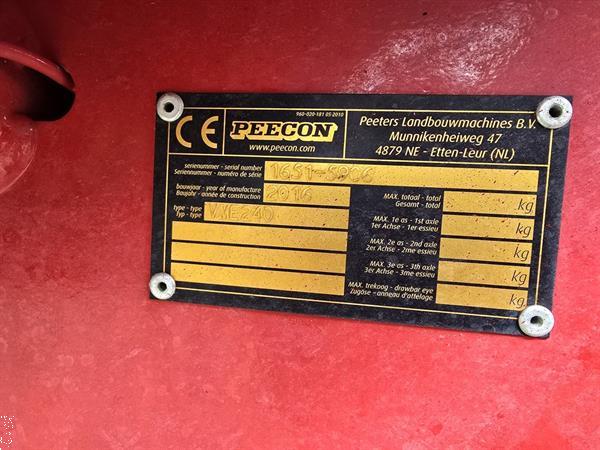 960-020-181 05 2010
CE PEECON
www.peecon.com
Peeters Landbouwmachines B.V.
Munnikenheiweg 47
4879 NE - Etten-Leur (NL)
serienummer - serial number
Seriennummer - numéro de série
bouwjaar - year of manufacture
Baujahr - année de construction
2016
type - type
Typ - type
MAX. totaal - total
Gesamt - total
kg
MAX. 1e as - 1st axle
1er Achse - 1er essieu
kg
MAX. 2e as - 2nd axle
2er Achse - 2me essieu
kg
MAX. 3e as - 3th axle
3er Achse - 3me essieu
kg
MAX. trekoog - drawbar eye
Zugöse - anneau d'attelage
kg